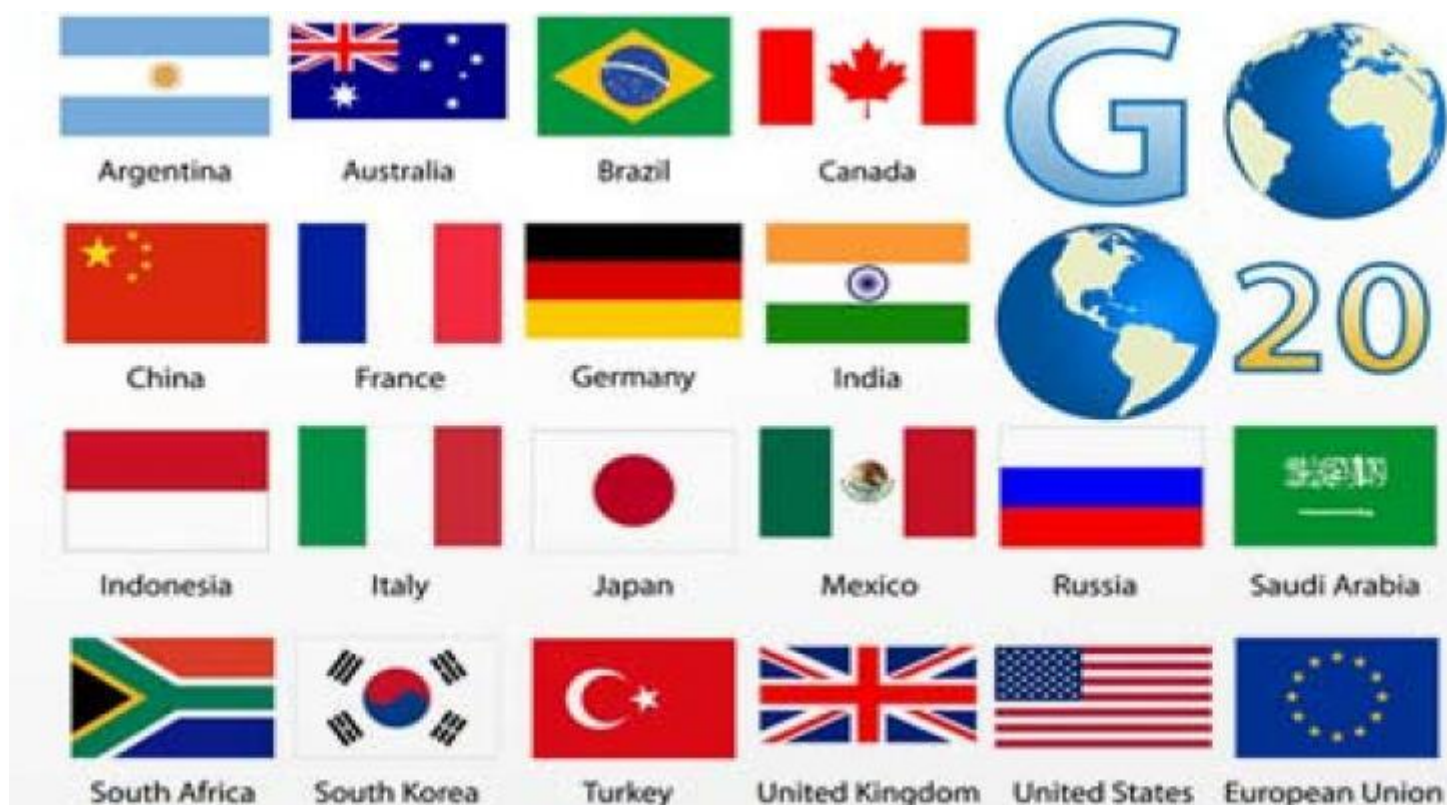 Argentina Australia Brazil Canada G
China France Germany India 20
Indonesia Italy Japan Mexico Russia Saudi Arabia
South Africa South Korea Turkey United Kingdom United States European Union